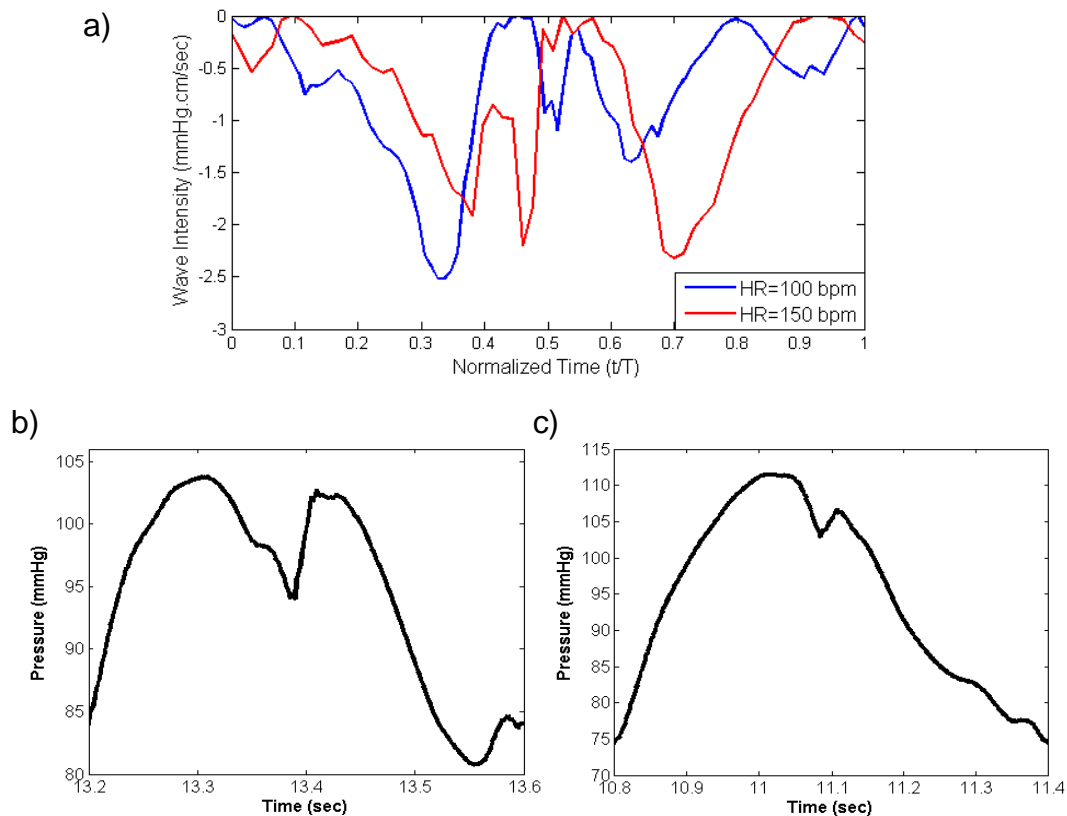 a)
Wave Intensity (mmHg.cm/sec)
0
-0.5
-1
-1.5
-2
-2.5
-3
HR=100 bpm
HR=150 bpm
0 0.1 0.2 0.3 0.4 0.5 0.6 0.7 0.8 0.9 1
Normalized Time (t/T)
b)
Pressure (mmHg)
105
100
95
90
85
80
13.2 13.3 13.4 13.5 13.6
Time (sec)
c)
Pressure (mmHg)
115
110
105
100
95
90
85
80
75
70
10.8 10.9 11 11.1 11.2 11.3 11.4
Time (sec)